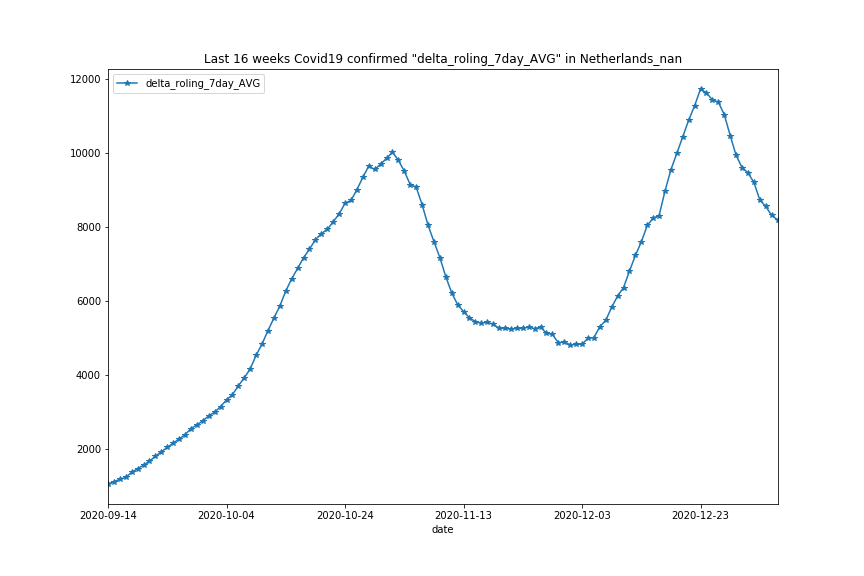 Last 16 weeks Covid19 confirmed "delta_roling_7day_AVG" in Netherlands_nan
delta_roling_7day_AVG
12000
10000
8000
6000
4000
2000
2020-09-14 2020-10-04 2020-10-24 2020-11-13 2020-12-03 2020-12-23
date